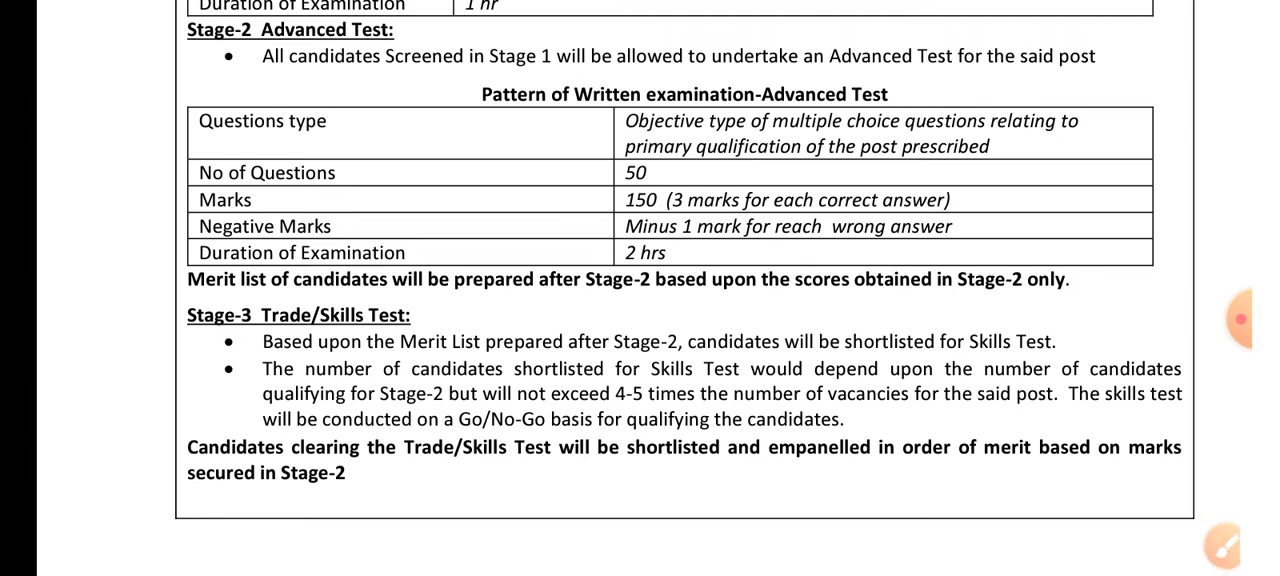 Duration of Examination 1 hr
Stage-2 Advanced Test:
• All candidates Screened in Stage 1 will be allowed to undertake an Advanced Test for the said post
Pattern of Written examination-Advanced Test
Questions type Objective type of multiple choice questions relating to
primary qualification of the post prescribed
No of Questions 50
Marks 150 (3 marks for each correct answer)
Negative Marks Minus 1 mark for reach wrong answer
Duration of Examination 2 hrs
Merit list of candidates will be prepared after Stage-2 based upon the scores obtained in Stage-2 only.
Stage-3 Trade/Skills Test:
• Based upon the Merit List prepared after Stage-2, candidates will be shortlisted for Skills Test.
• The number of candidates shortlisted for Skills Test would depend upon the number of candidates
qualifying for Stage-2 but will not exceed 4-5 times the number of vacancies for the said post. The skills test
will be conducted on a Go/No-Go basis for qualifying the candidates.
Candidates clearing the Trade/Skills Test will be shortlisted and empanelled in order of merit based on marks
secured in Stage-2